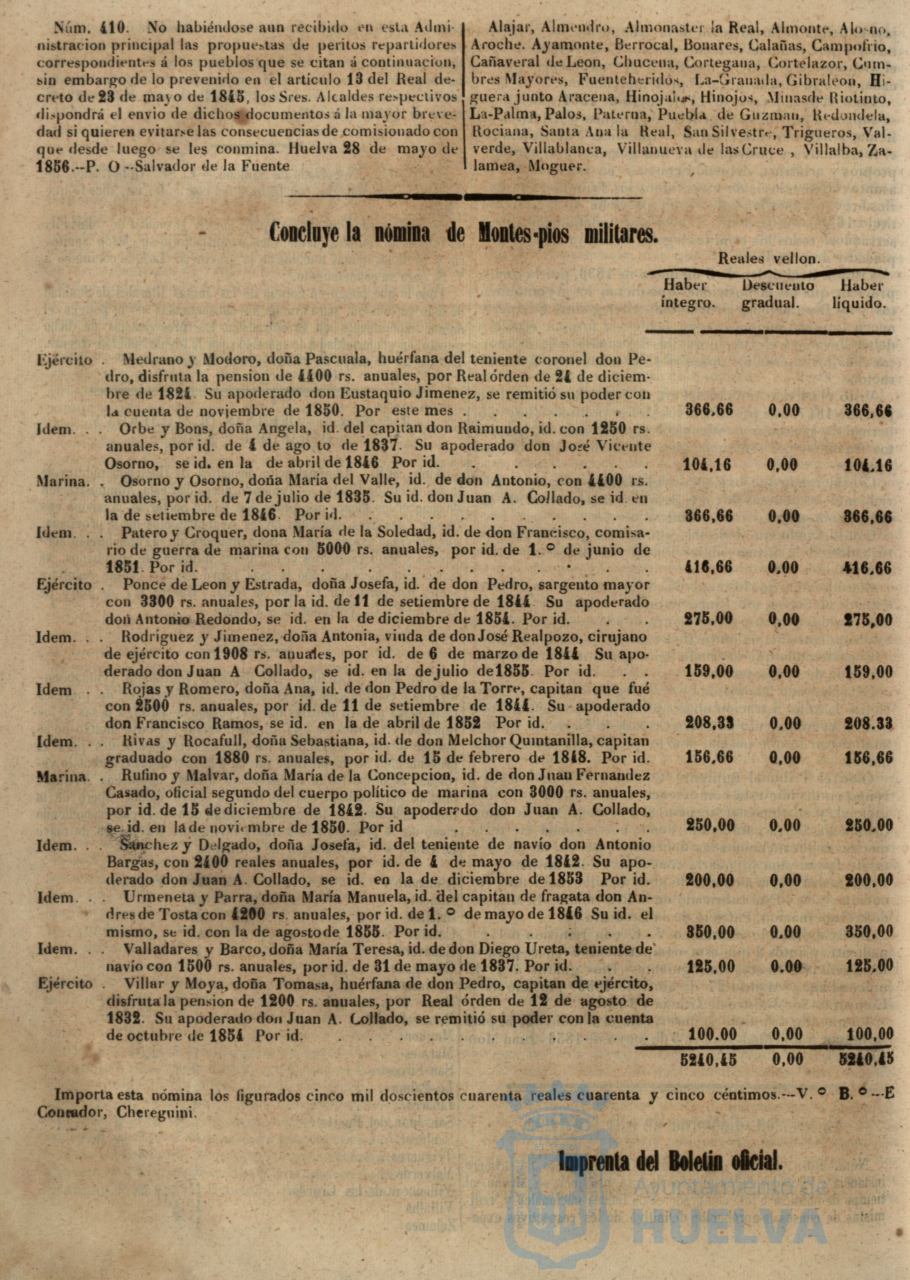 Núm. 410. No habiéndose aun recibido en esta Admi-
nistracion principal las propuestas de peritos repartidores
correspondientes á los pueblos que se citan á continuacion,
sin embargo de lo prevenido en el articulo 13 del Real de-
creto de 23 de mayo de 1845, los Sres. Alcaldes respectivos
dispondrá el envio de dichos documentos á la mayor breve-
dad si quieren evitarse las consecuencias de comisionado con
que desde luego se les conmina. Huelva 28 de mayo de
1856.--P. O --Salvador de la Fuente
Alajar, Almendro, Almonaster la Real, Almonte, Alosno,
Aroche. Ayamonte, Berrocal, Bonares, Calañas, Campofrio,
Cañaveral de Leon, Chucena, Cortegana, Cortelazor, Cum-
bres Mayores, Fuenteheridos, La-Granada, Gibraleon, Hi-
guera junto Aracena, Hinojales, Hinojos, Minas de Riotinto,
La-Palma, Palos, Paterna, Puebla de Guzman, Redondela,
Rociana, Santa Ana la Real, San Silvestre, Trigueros, Val-
verde, Villablanca, Villanueva de las Cruce , Villalba, Za-
lamea, Moguer.
Concluye la nómina de Montes-pios militares.
Reales vellon.
Haber Descuento Haber
íntegro. gradual. líquido.
Ejército . Medrano y Modoro, doña Pascuala, huérfana del teniente coronel don Pe-
dro, disfruta la pension de 4400 rs. anuales, por Real órden de 24 de diciem-
bre de 1824. Su apoderado don Eustaquio Jimenez, se remitió su poder con
la cuenta de noviembre de 1850. Por este mes . . . . . . . 366,66 0,00 366,66
Idem. . . Orbe y Bons, doña Angela, id. del capitan don Raimundo, id. con 1250 rs.
anuales, por id. de 4 de ago to de 1837. Su apoderado don José Vicente
Osorno, se id. en la de abril de 1846 Por id. . . . . . . 104,16 0,00 104.16
Marina. . Osorno y Osorno, doña Maria del Valle, id. de don Antonio, con 4400 rs.
anuales, por id. de 7 de julio de 1835. Su id. don Juan A. Collado, se id. en
la de setiembre de 1846. Por id. . . . . . . . . . 366,66 0,00 366,66
Idem. . . Patero y Croquer, dona María de la Soledad, id. de don Francisco, comisa-
rio de guerra de marina con 5000 rs. anuales, por id. de 1.º de junio de
1851. Por id. . . . . . . . . . . . 416,66 0,00 416,66
Ejército . Ponce de Leon y Estrada, doña Josefa, id. de don Pedro, sargento mayor
con 3300 rs. anuales, por la id. de 11 de setiembre de 1844 Su apoderado
don Antonio Redondo, se id. en la de diciembre de 1854. Por id. . . 275,00 0,00 275,00
Idem. . . Rodriguez y Jimenez, doña Antonia, vinda de don José Realpozo, cirujano
de ejército con 1908 rs. anuales, por id. de 6 de marzo de 1844 Su apo-
derado don Juan A Collado, se id. en la de julio de 1855. Por id. . . 159,00 0,00 159,00
Idem . . Rojas y Romero, doña Ana, id. de don Pedro de la Torre, capitan que fué
con 2500 rs. anuales, por id. de 11 de setiembre de 1844. Su apoderado
don Francisco Ramos, se id. en la de abril de 1852 Por id. . . . 208,33 0,00 208.33
Idem. . . Rivas y Rocafull, doña Sebastiana, id. de don Melchor Quintanilla, capitan
graduado con 1880 rs. anuales, por id. de 15 de febrero de 1848. Por id. 156,66 0,00 156,66
Marina. . Rufino y Malvar, doña María de la Concepcion, id. de don Juan Fernandez
Casado, oficial segundo del cuerpo político de marina con 3000 rs. anuales,
por id. de 15 de diciembre de 1842. Su apoderrdo don Juan A. Collado,
se id. en la de noviembre de 1850. Por id . . . . . . . 250,00 0,00 250.00
Idem. . . Sanchez y Delgado, doña Josefa, id. del teniente de navío don Antonio
Bargas, con 2400 reales anuales, por id. de 4 de mayo de 1842. Su apo-
derado don Juan A. Collado, se id. en la de diciembre de 1853 Por id. 200,00 0,00 200,00
Idem. . . Urmeneta y Parra, doña María Manuela, id. del capitan de fragata don An-
dres de Tosta con 4200 rs. anuales, por id. de 1.º de mayo de 1846 Su id. el
mismo, se id. con la de agosto de 1855. Por id. . . . . . 350,00 0,00 350,00
Idem. . . Valladares y Barco, doña María Teresa, id. de don Diego Ureta, teniente de
navio con 1500 rs. anuales, por id. de 31 de mayo de 1837. Por id. . . 125,00 0.00 125.00
Ejército . Villar y Moya, doña Tomasa, huérfana de don Pedro, capitan de ejército,
disfruta la pension de 1200 rs. anuales, por Real órden de 12 de agosto de
1832. Su apoderado don Juan A. Collado, se remitió su poder con la cuenta
de octubre de 1854 Por id. . . . . . . . . . 100.00 0,00 100,00
5240,45 0,00 5240,45
Importa esta nómina los figurados cinco mil doscientos cuarenta reales cuarenta y cinco céntimos.--V.º B.º--E
Contador, Chereguini.
Imprenta del Boletin oficial.
Ayuntamiento de
HUELVA